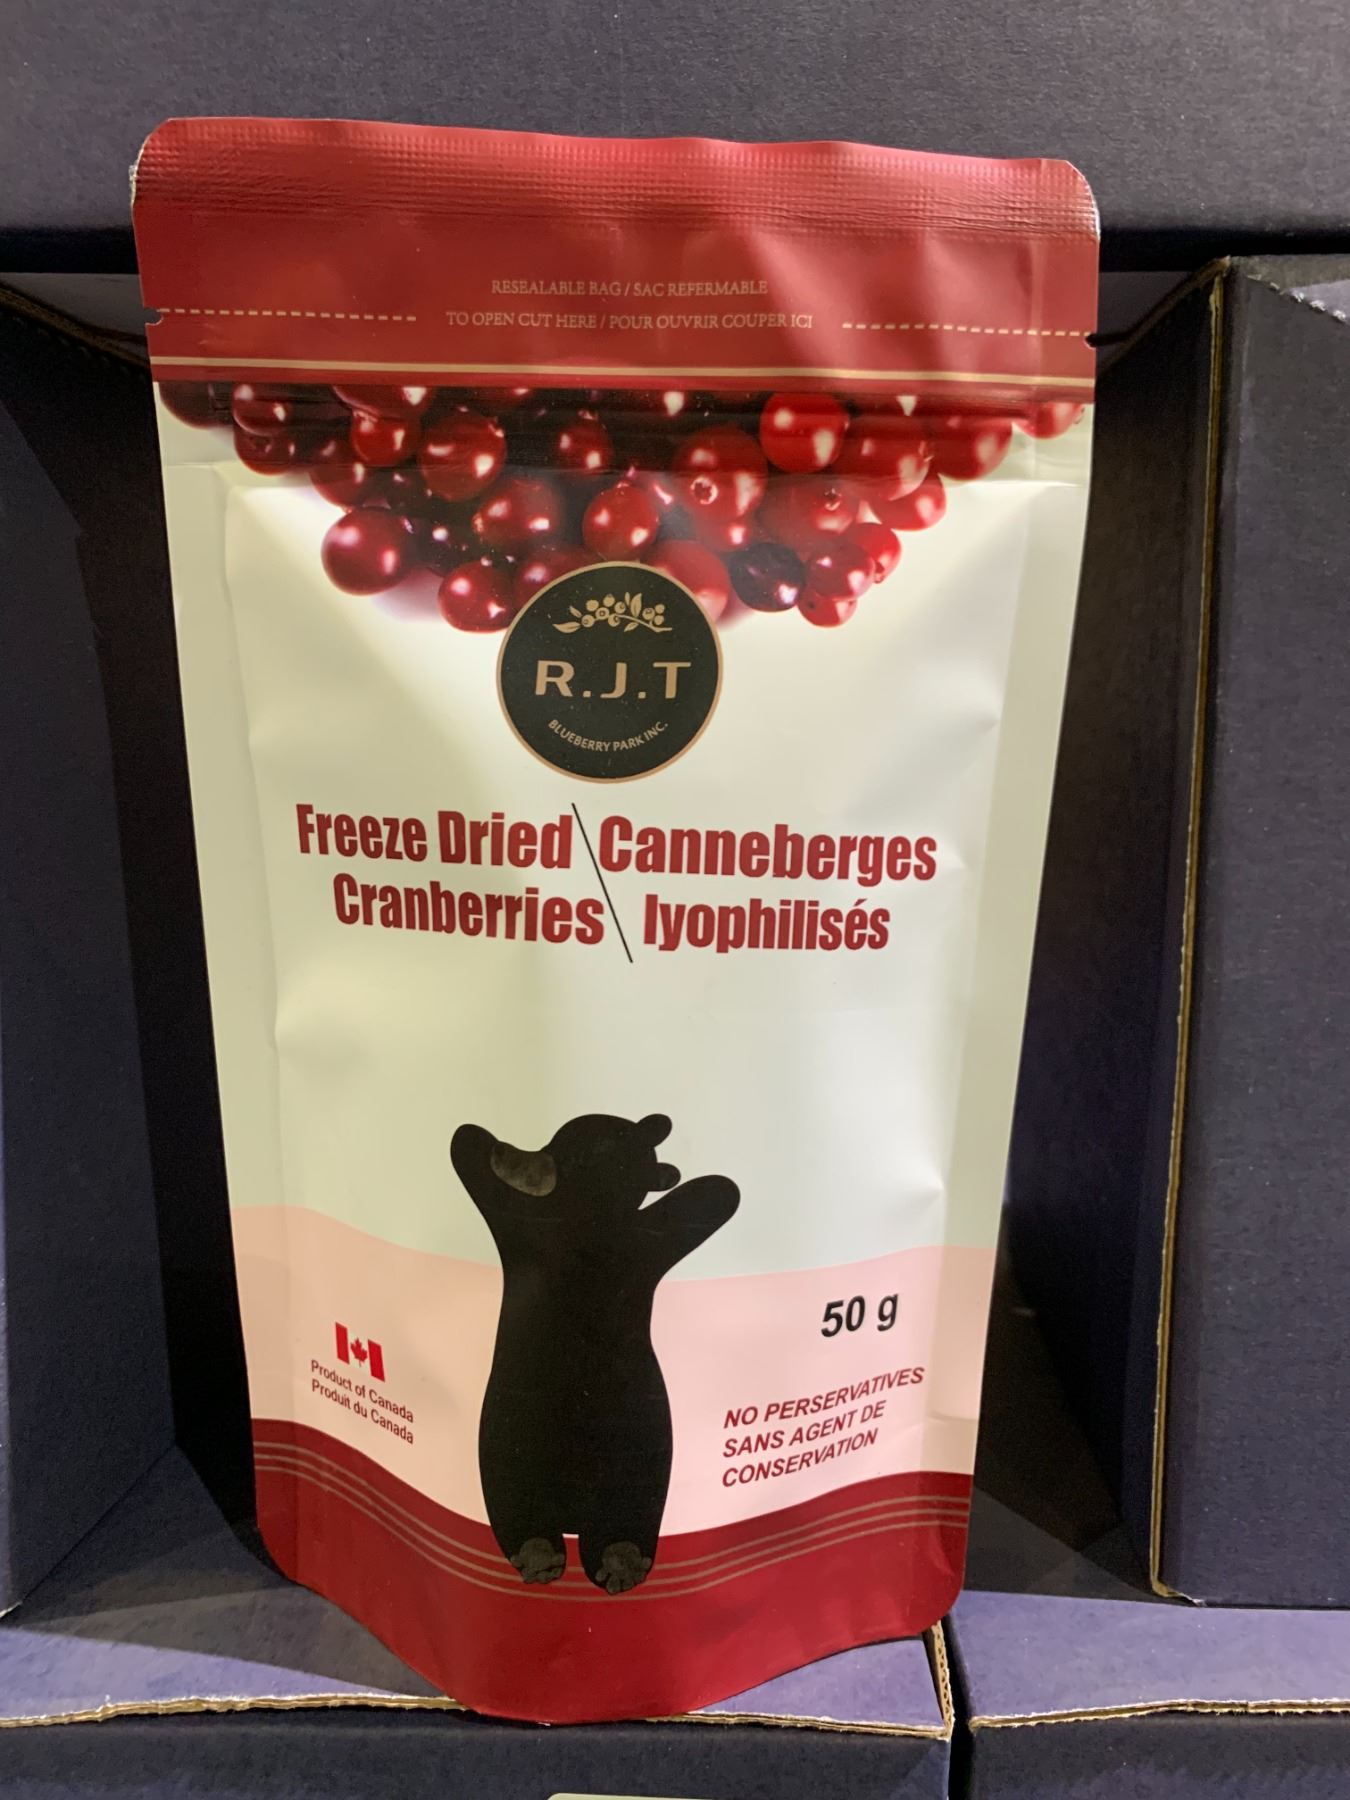 RESEALABLE BAG / SAC REFERMABLE
TO OPEN CUT HERE / POUR OUVRIR COUPER ICI
R.J.T
BLUEBERRY PARK INC.
Freeze Dried \ Canneberges
Cranberries \ lyophilisés
50 g
Product of Canada
Produit du Canada
NO PERSERVATIVES
SANS AGENT DE
CONSERVATION